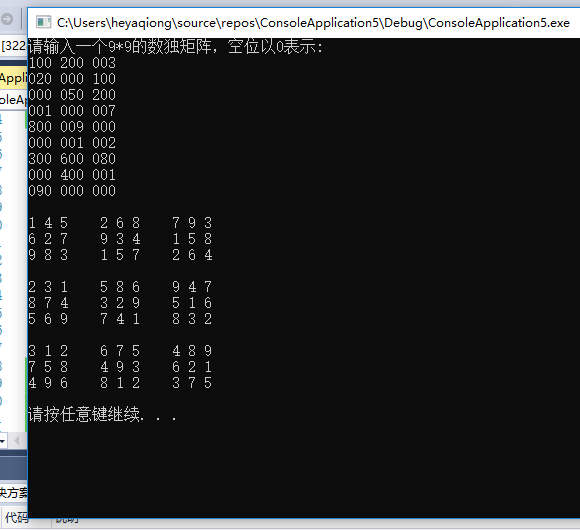 C:\Users\heyaqiong\source\repos\ConsoleApplication5\Debug\ConsoleApplication5.exe
请输入一个9*9的数独矩阵，空位以0表示:
100 200 003
020 000 100
000 050 200
001 000 007
800 009 000
000 001 002
300 600 080
000 400 001
090 000 000
1 4 5 2 6 8 7 9 3
6 2 7 9 3 4 1 5 8
9 8 3 1 5 7 2 6 4
2 3 1 5 8 6 9 4 7
8 7 4 3 2 9 5 1 6
5 6 9 7 4 1 8 3 2
3 1 2 6 7 5 4 8 9
7 5 8 4 9 3 6 2 1
4 9 6 8 1 2 3 7 5
请按任意键继续. . .
[322
Appli
oleAp
决方案
代码 说明